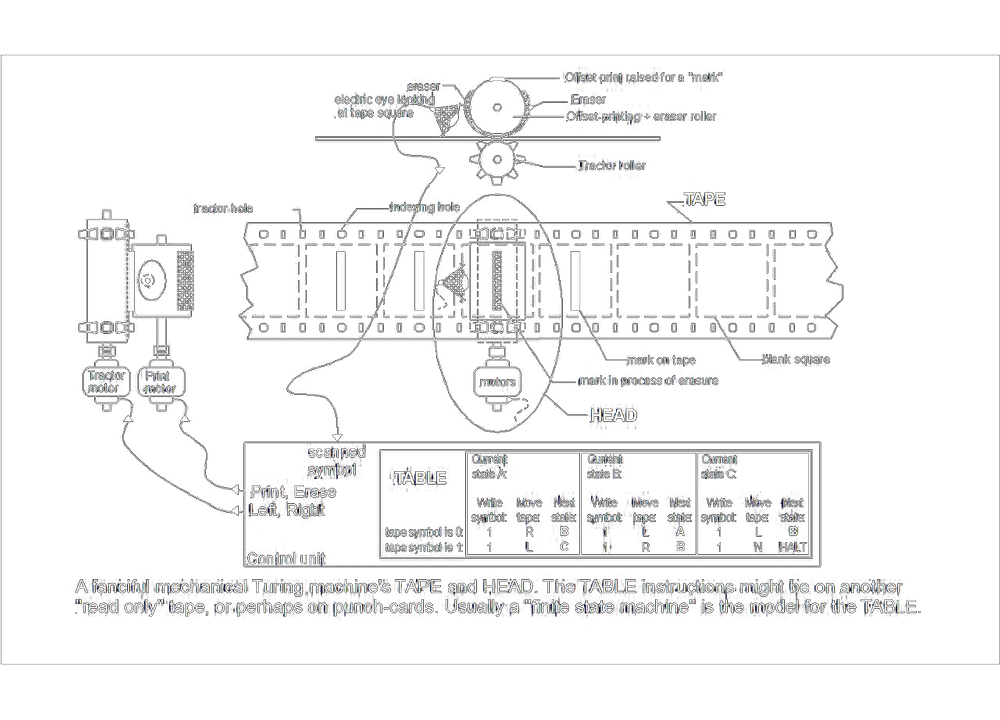 Offset print raised for a "mark"
eraser
electric eye looking
at tape square
Eraser
Offset-printing + eraser roller
Tractor roller
TAPE
tractor hole
indexing hole
mark on tape
blank square
Tractor
motor
Print
motor
motors
mark in process of erasure
HEAD
scanned
symbol
Print, Erase
Left, Right
Control unit
TABLE
Current
state A:
Current
state B:
Current
state C:
Write Move Next Write Move Next Write Move Next
symbol: tape: state: symbol: tape: state: symbol: tape: state:
tape symbol is 0: 1 R B 1 L A 1 L B
tape symbol is 1: 1 L C 1 R B 1 N HALT
A fanciful mechanical Turing machine's TAPE and HEAD. The TABLE instructions might be on another
"read only" tape, or perhaps on punch-cards. Usually a "finite state machine" is the model for the TABLE.